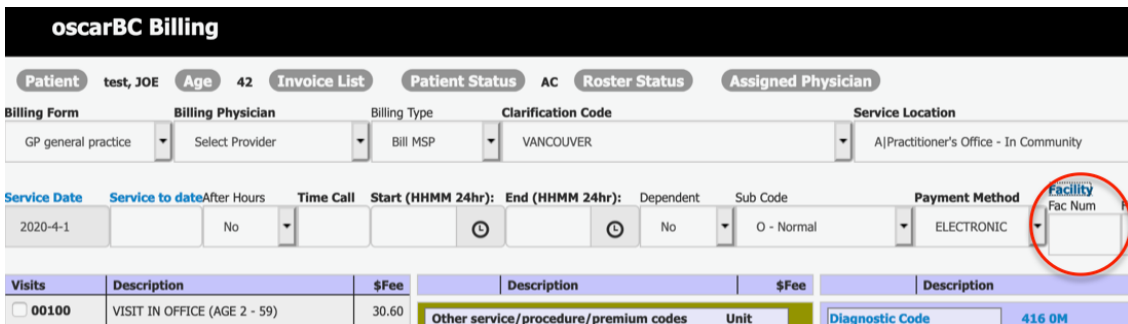 oscarBC Billing
Patient test, JOE Age 42 Invoice List Patient Status AC Roster Status Assigned Physician
Billing Form Billing Physician Billing Type Clarification Code Service Location
GP general practice Select Provider Bill MSP VANCOUVER A|Practitioner's Office - In Community
Facility
Service Date Service to date After Hours Time Call Start (HHMM 24hr): End (HHMM 24hr): Dependent Sub Code Payment Method Fac Num
2020-4-1 No No O - Normal ELECTRONIC
Visits Description $Fee Description $Fee Description
00100 VISIT IN OFFICE (AGE 2 - 59) 30.60 Other service/procedure/premium codes Unit Diagnostic Code 416 0M